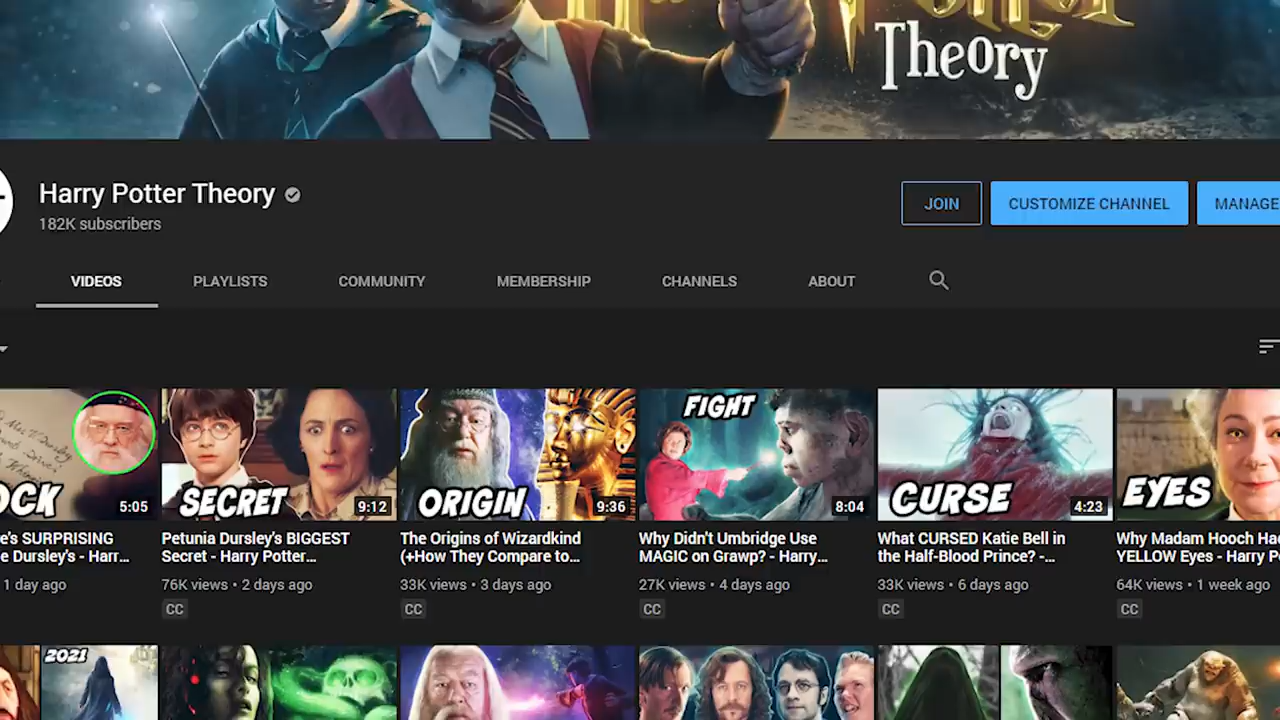 Theory
Harry Potter Theory
182K subscribers
JOIN
CUSTOMIZE CHANNEL
MANAGE
VIDEOS
PLAYLISTS
COMMUNITY
MEMBERSHIP
CHANNELS
ABOUT
OCK
5:05
SECRET
9:12
ORIGIN
9:36
FIGHT
8:04
CURSE
4:23
EYES
e's SURPRISING
e Dursley's - Harr...
1 day ago
Petunia Dursley's BIGGEST
Secret - Harry Potter...
76K views • 2 days ago
CC
The Origins of Wizardkind
(+How They Compare to...
33K views • 3 days ago
CC
Why Didn't Umbridge Use
MAGIC on Grawp? - Harry...
27K views • 4 days ago
CC
What CURSED Katie Bell in
the Half-Blood Prince? -...
33K views • 6 days ago
CC
Why Madam Hooch Ha
YELLOW Eyes - Harry P
64K views • 1 week ago
CC
2021